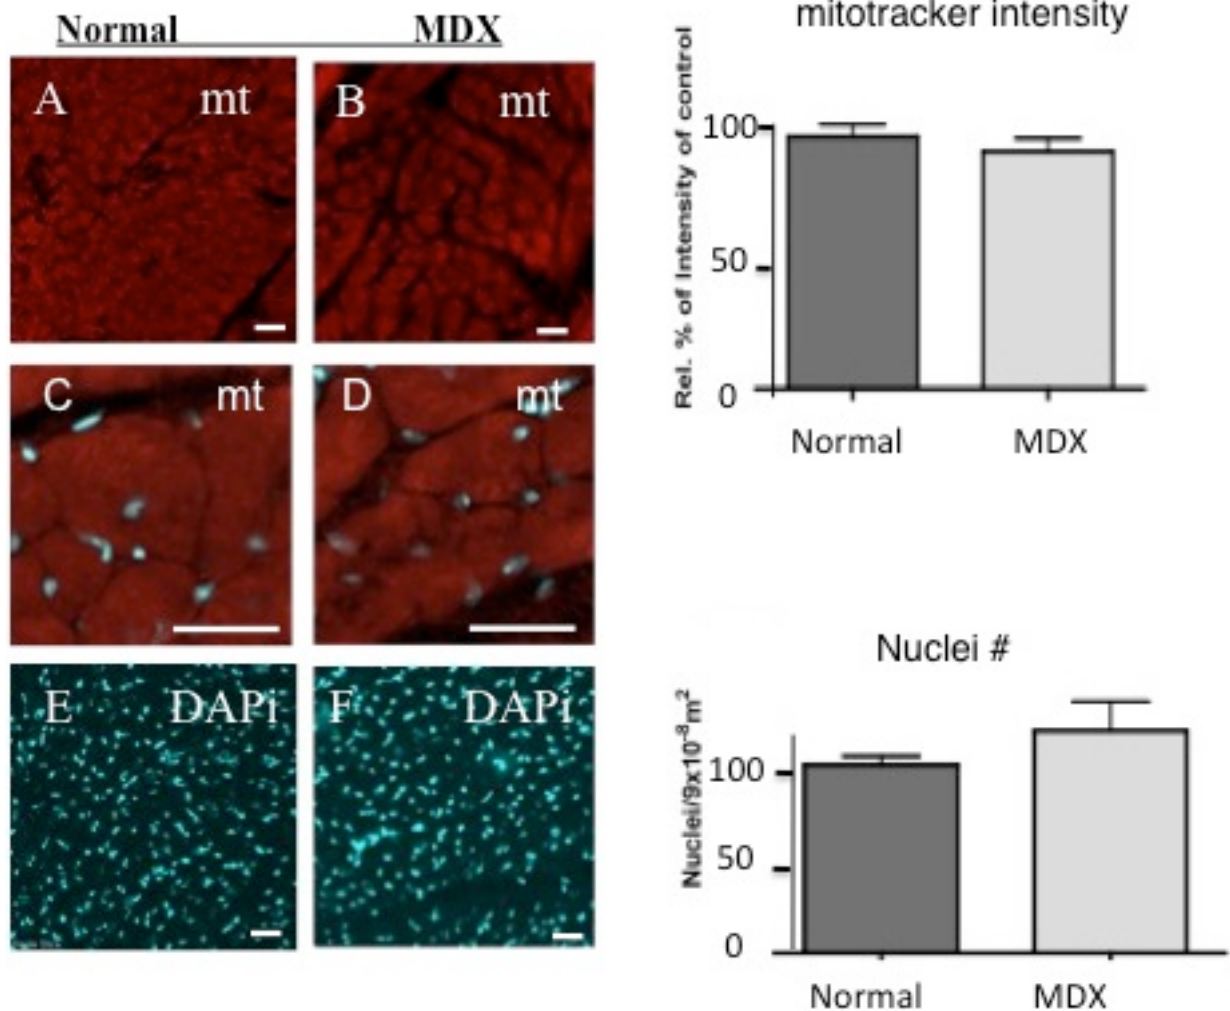 Normal MDX
A mt
B mt
C mt
D mt
E DAPi
F DAPi
mitotracker intensity
Rel. % of Intensity of control
100
50
0
Normal MDX
Nuclei #
Nuclei/9x10⁻⁸m²
100
50
0
Normal MDX